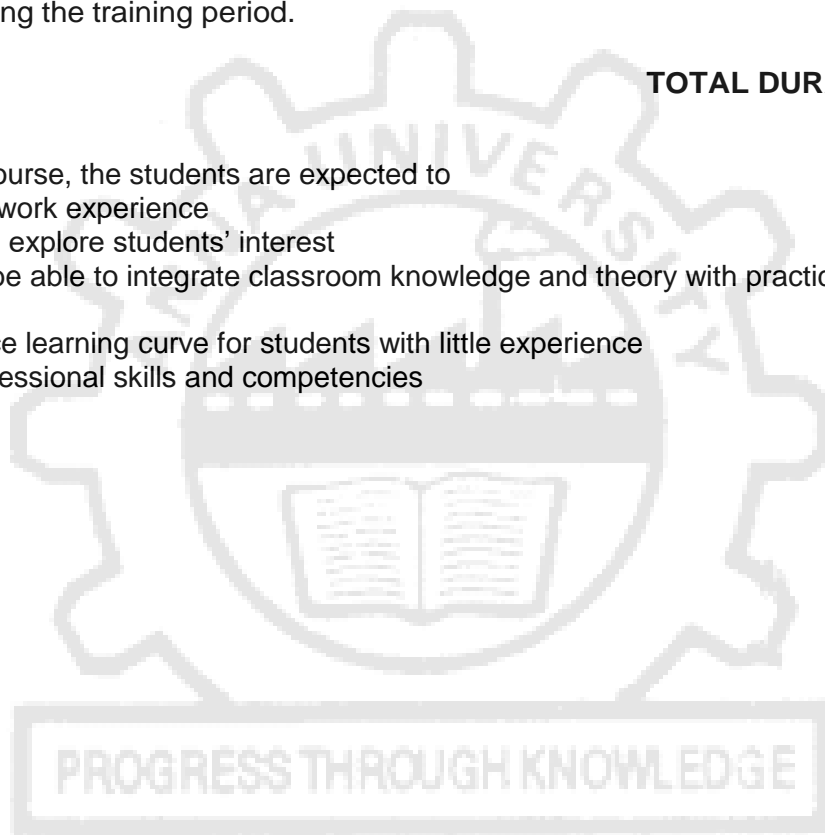 ng the training period.
TOTAL DUR
ourse, the students are expected to
work experience
explore students’ interest
be able to integrate classroom knowledge and theory with practic
ce learning curve for students with little experience
essional skills and competencies
UNIVERSITY
PROGRESS THROUGH KNOWLEDGE